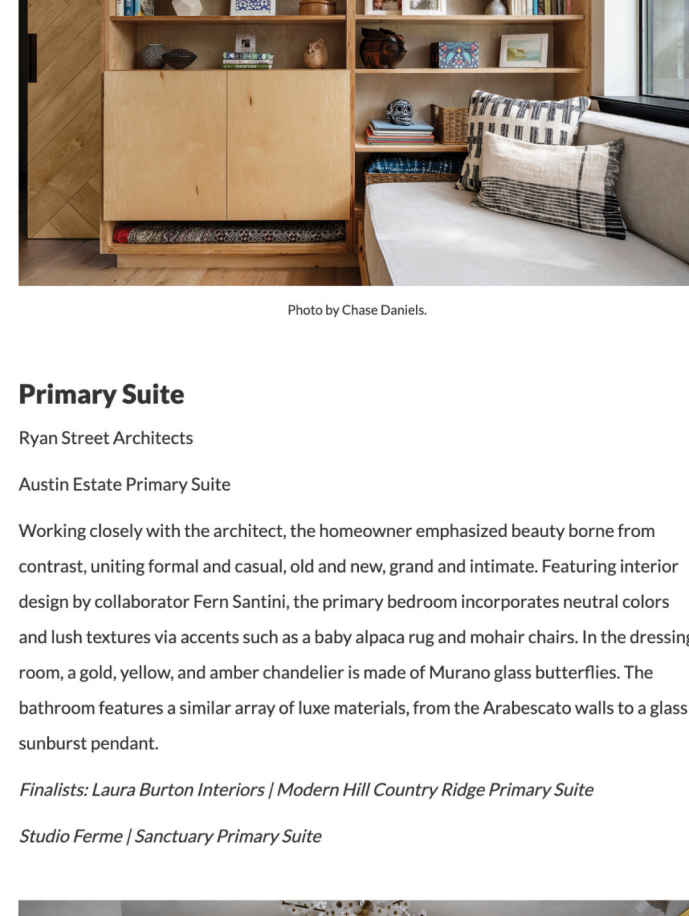 Photo by Chase Daniels.
Primary Suite
Ryan Street Architects
Austin Estate Primary Suite
Working closely with the architect, the homeowner emphasized beauty borne from
contrast, uniting formal and casual, old and new, grand and intimate. Featuring interior
design by collaborator Fern Santini, the primary bedroom incorporates neutral colors
and lush textures via accents such as a baby alpaca rug and mohair chairs. In the dressing
room, a gold, yellow, and amber chandelier is made of Murano glass butterflies. The
bathroom features a similar array of luxe materials, from the Arabescato walls to a glass
sunburst pendant.
Finalists: Laura Burton Interiors | Modern Hill Country Ridge Primary Suite
Studio Ferme | Sanctuary Primary Suite